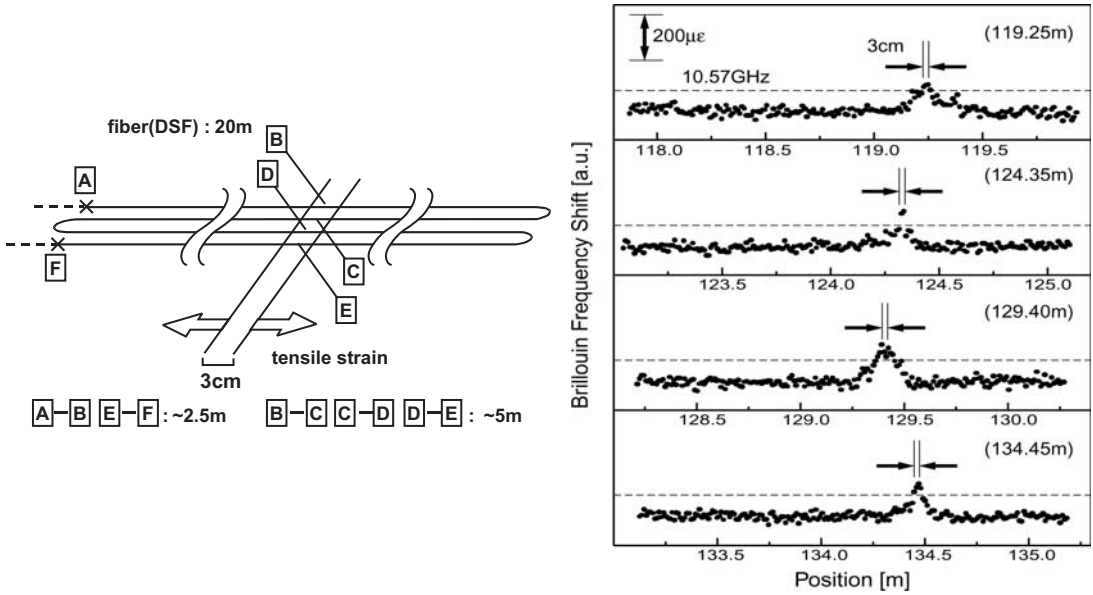 fiber(DSF) : 20m
B
D
A
F
C
E
tensile strain
3cm
A–B E–F : ~2.5m B–C C–D D–E : ~5m
Brillouin Frequency Shift [a.u.]
200με
3cm
(119.25m)
10.57GHz
118.0 118.5 119.0 119.5
(124.35m)
123.5 124.0 124.5 125.0
(129.40m)
128.5 129.0 129.5 130.0
(134.45m)
133.5 134.0 134.5 135.0
Position [m]